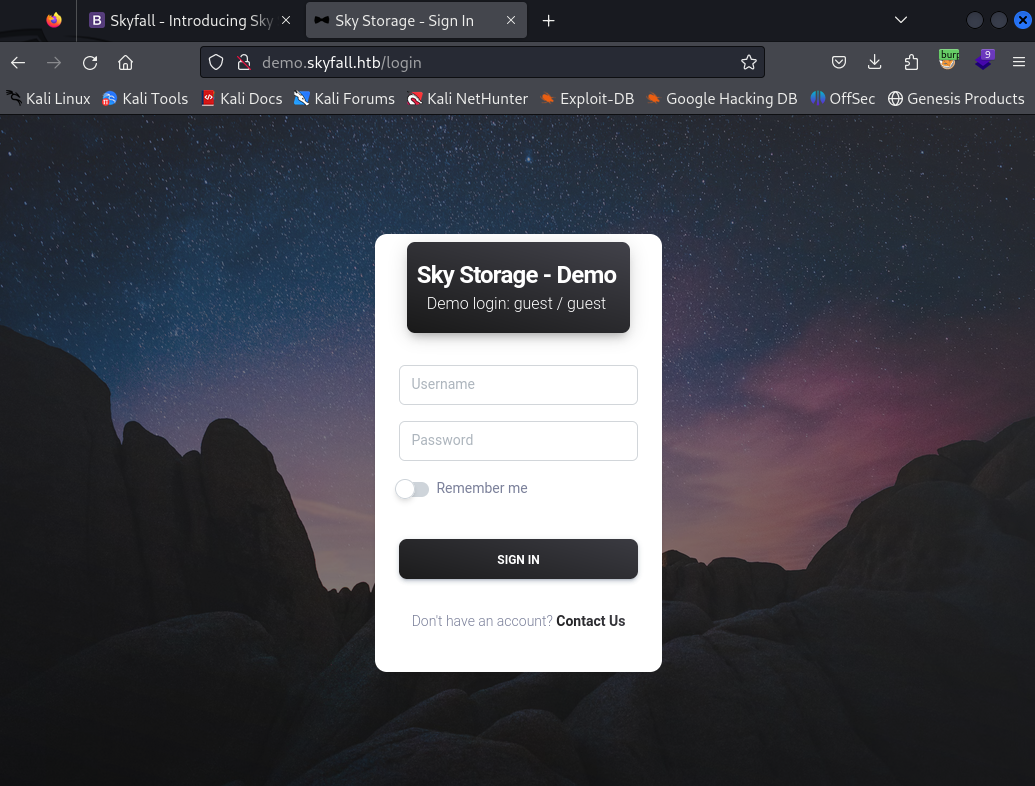 B Skyfall - Introducing Sky
Sky Storage - Sign In
demo.skyfall.htb/login
burp
9
Kali Linux
Kali Tools
Kali Docs
Kali Forums
Kali NetHunter
Exploit-DB
Google Hacking DB
OffSec
Genesis Products
Sky Storage - Demo
Demo login: guest / guest
Username
Password
Remember me
SIGN IN
Don't have an account? Contact Us